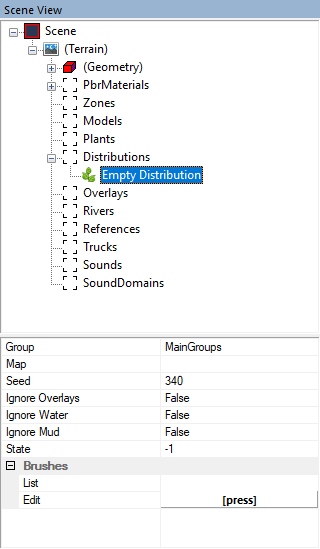 Scene View
Scene
(Terrain)
(Geometry)
PbrMaterials
Zones
Models
Plants
Distributions
Empty Distribution
Overlays
Rivers
References
Trucks
Sounds
SoundDomains
Group MainGroups
Map
Seed 340
Ignore Overlays False
Ignore Water False
Ignore Mud False
State -1
Brushes
List
Edit [press]